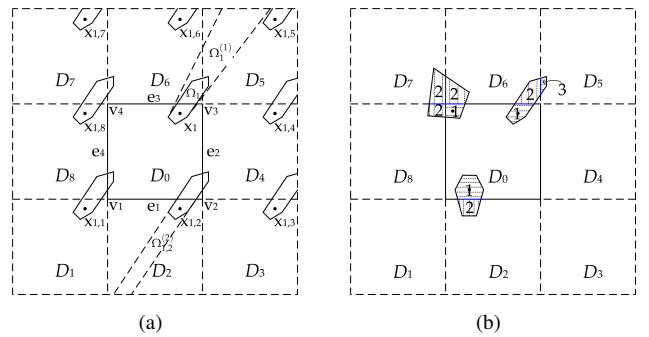 x1,7 x1,6 x1,5
Ω1(1)
D7 D6 D5
Ω1
e3
v4 v3
x1,8 x1 x1,4
e4 e2
D8 D0 D4
v1 e1 v2
x1,1 x1,2 x1,3
Ω1,2(2)
D1 D2 D3
(a)
D7 D6 D5
2 2 2 3
2 1 1
D8 D0 D4
1
2
D1 D2 D3
(b)